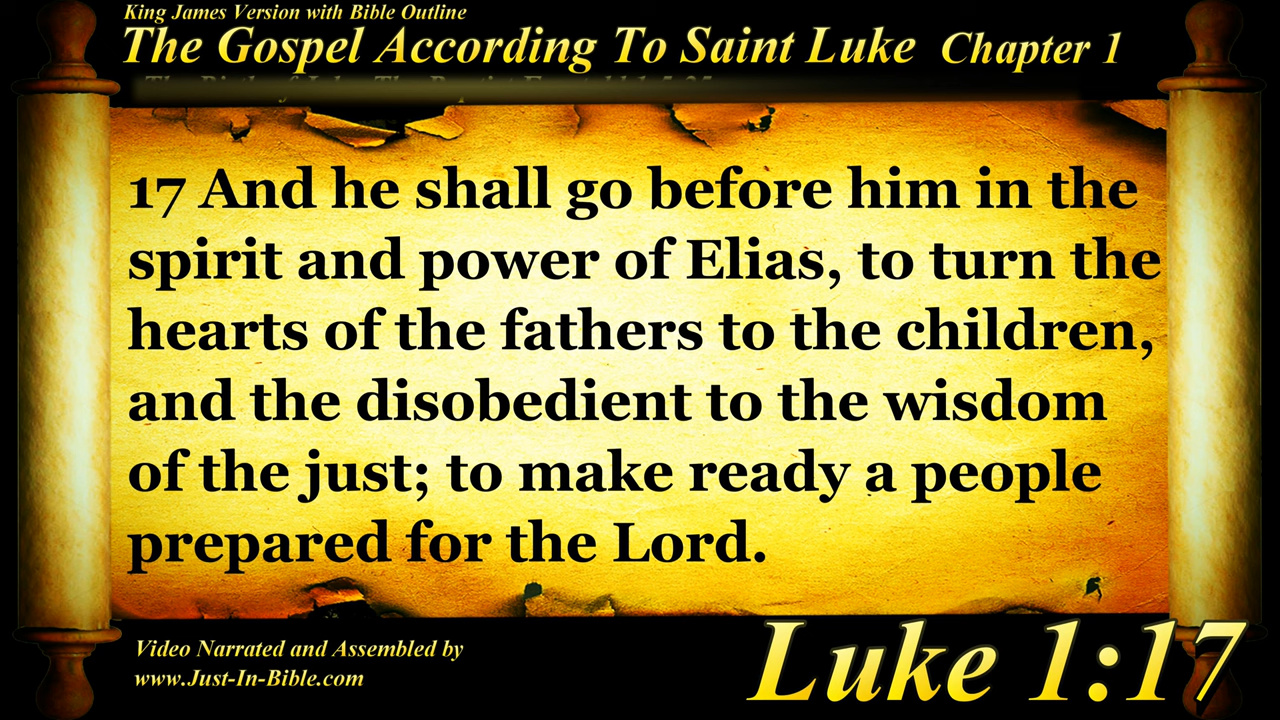 King James Version with Bible Outline
The Gospel According To Saint Luke Chapter 1
17 And he shall go before him in the
spirit and power of Elias, to turn the
hearts of the fathers to the children,
and the disobedient to the wisdom
of the just; to make ready a people
prepared for the Lord.
Video Narrated and Assembled by
www.Just-In-Bible.com
Luke 1:17